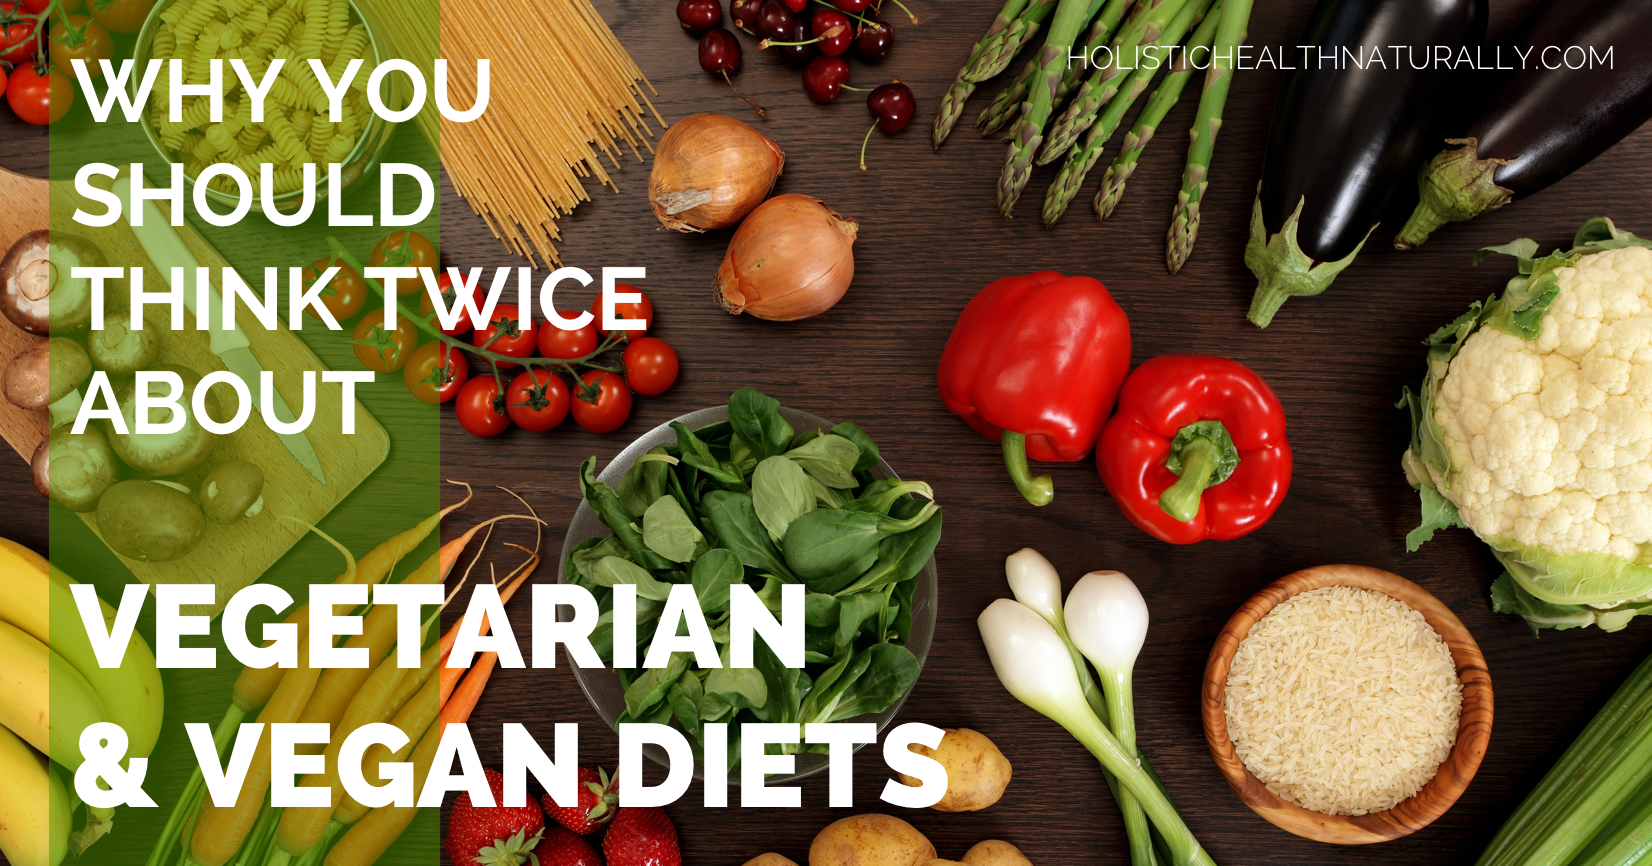 WHY YOU
SHOULD
THINK TWICE
ABOUT
VEGETARIAN
& VEGAN DIETS
HOLISTICHEALTHNATURALLY.COM